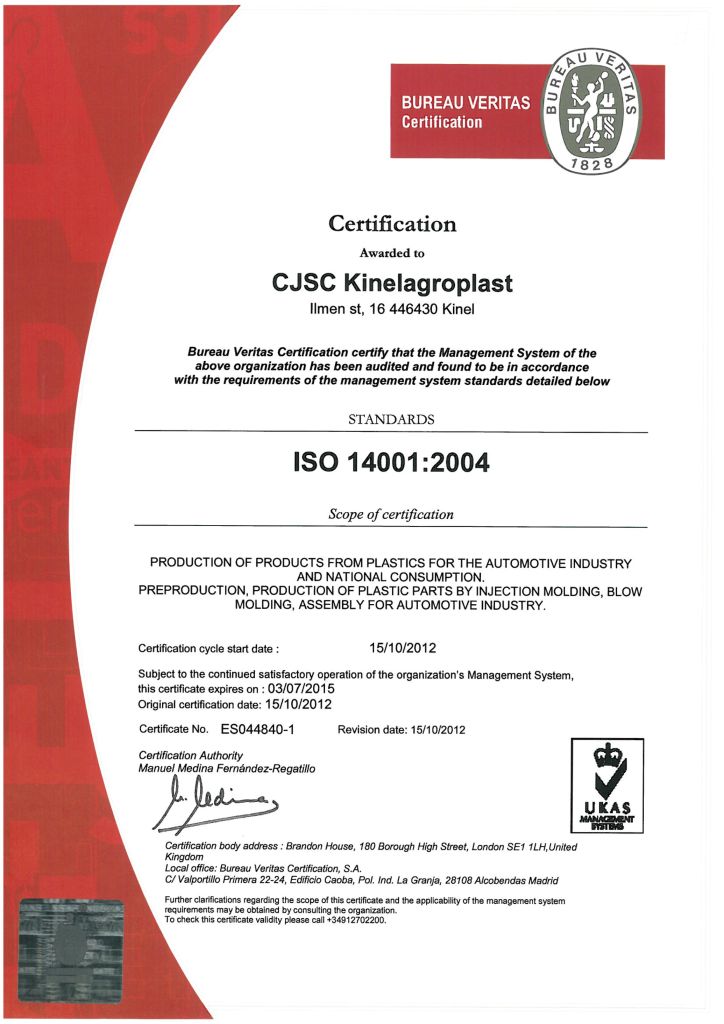 BUREAU VERITAS
Certification
BUREAU VERITAS
1828
Certification
Awarded to
CJSC Kinelagroplast
Ilmen st, 16 446430 Kinel
Bureau Veritas Certification certify that the Management System of the
above organization has been audited and found to be in accordance
with the requirements of the management system standards detailed below
STANDARDS
ISO 14001:2004
Scope of certification
PRODUCTION OF PRODUCTS FROM PLASTICS FOR THE AUTOMOTIVE INDUSTRY
AND NATIONAL CONSUMPTION.
PREPRODUCTION, PRODUCTION OF PLASTIC PARTS BY INJECTION MOLDING, BLOW
MOLDING, ASSEMBLY FOR AUTOMOTIVE INDUSTRY.
Certification cycle start date : 15/10/2012
Subject to the continued satisfactory operation of the organization's Management System,
this certificate expires on : 03/07/2015
Original certification date: 15/10/2012
Certificate No. ES044840-1 Revision date: 15/10/2012
Certification Authority
Manuel Medina Fernández-Regatillo
M. Medina
UKAS
MANAGEMENT
SYSTEMS
Certification body address : Brandon House, 180 Borough High Street, London SE1 1LH,United
Kingdom
Local office: Bureau Veritas Certification, S.A.
C/ Valportillo Primera 22-24, Edificio Caoba, Pol. Ind. La Granja, 28108 Alcobendas Madrid
Further clarifications regarding the scope of this certificate and the applicability of the management system
requirements may be obtained by consulting the organization.
To check this certificate validity please call +34912702200.